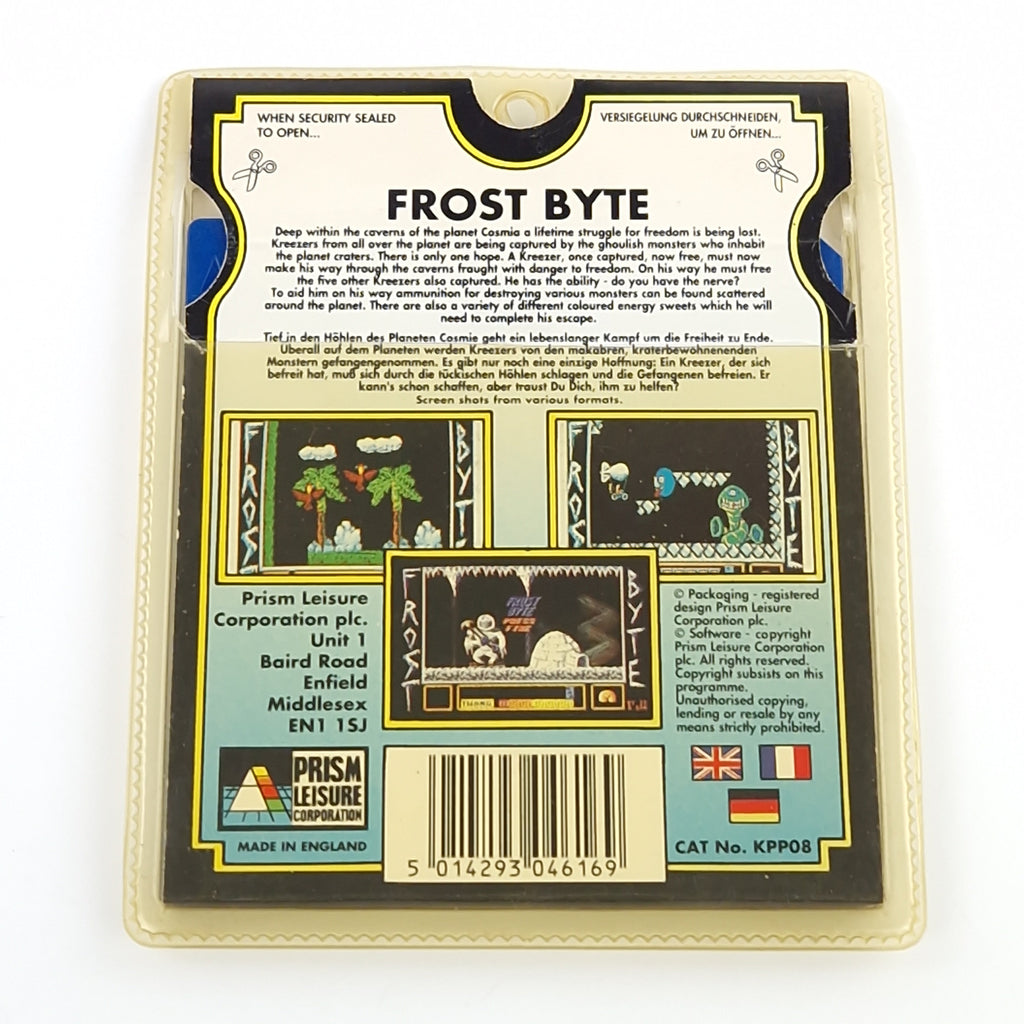 WHEN SECURITY SEALED
TO OPEN...
VERSIEGELUNG DURCHSCHNEIDEN,
UM ZU ÖFFNEN...
FROST BYTE
Deep within the caverns of the planet Cosmia a lifetime struggle for freedom is being lost.
Kreezers from all over the planet are being captured by the ghoulish monsters who inhabit
the planet craters. There is only one hope. A Kreezer, once captured, now free, must now
make his way through the caverns fraught with danger to freedom. On his way he must free
the five other Kreezers also captured. He has the ability - do you have the nerve?
To aid him on his way ammunition for destroying various monsters can be found scattered
around the planet. There are also a variety of different coloured energy sweets which he will
need to complete his escape.
Tief in den Höhlen des Planeten Cosmie geht ein lebenslanger Kampf um die Freiheit zu Ende.
Überall auf dem Planeten werden Kreezers von den makabren, kraterbewohnenenden
Monstern gefangengenommen. Es gibt nur noch eine einzige Hoffnung: Ein Kreezer, der sich
befreit hat, muß sich durch die tückischen Höhlen schlagen und die Gefangenen befreien. Er
kann's schon schaffen, aber traust Du Dich, ihm zu helfen?
Screen shots from various formats.
FROS
BYTE
FROS
BYTE
FROST
BYTE
FROST
BYTE
PRESS
FIRE
Prism Leisure
Corporation plc.
Unit 1
Baird Road
Enfield
Middlesex
EN1 1SJ
© Packaging - registered
design Prism Leisure
Corporation plc.
© Software - copyright
Prism Leisure Corporation
plc. All rights reserved.
Copyright subsists on this
programme.
Unauthorised copying,
lending or resale by any
means strictly prohibited.
PRISM
LEISURE
CORPORATION
MADE IN ENGLAND
5 014293 046169
CAT No. KPP08